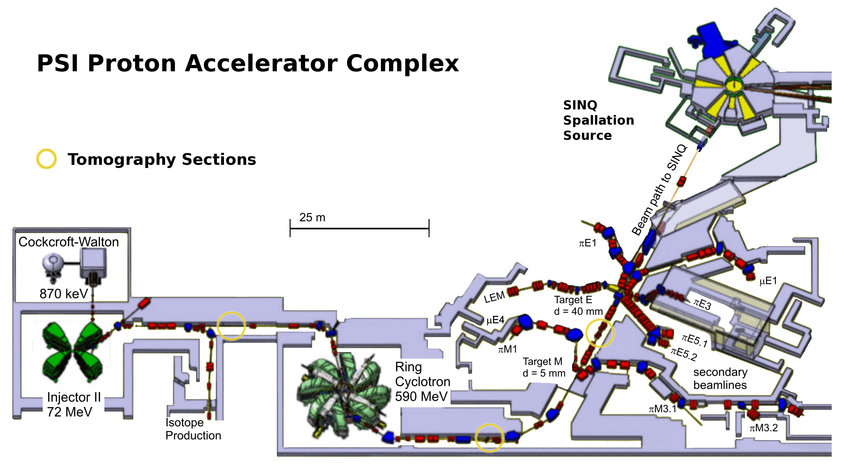 PSI Proton Accelerator Complex
SINQ
Spallation
Source
Tomography Sections
Beam path to SINQ
25 m
Cockcroft-Walton
870 keV
πE1
μE1
LEM
Target E
d = 40 mm
πE3
μE4
πM1
πE5.1
πE5.2
Target M
d = 5 mm
secondary
beamlines
Ring
Cyclotron
590 MeV
Injector II
72 MeV
Isotope
Production
πM3.1
πM3.2